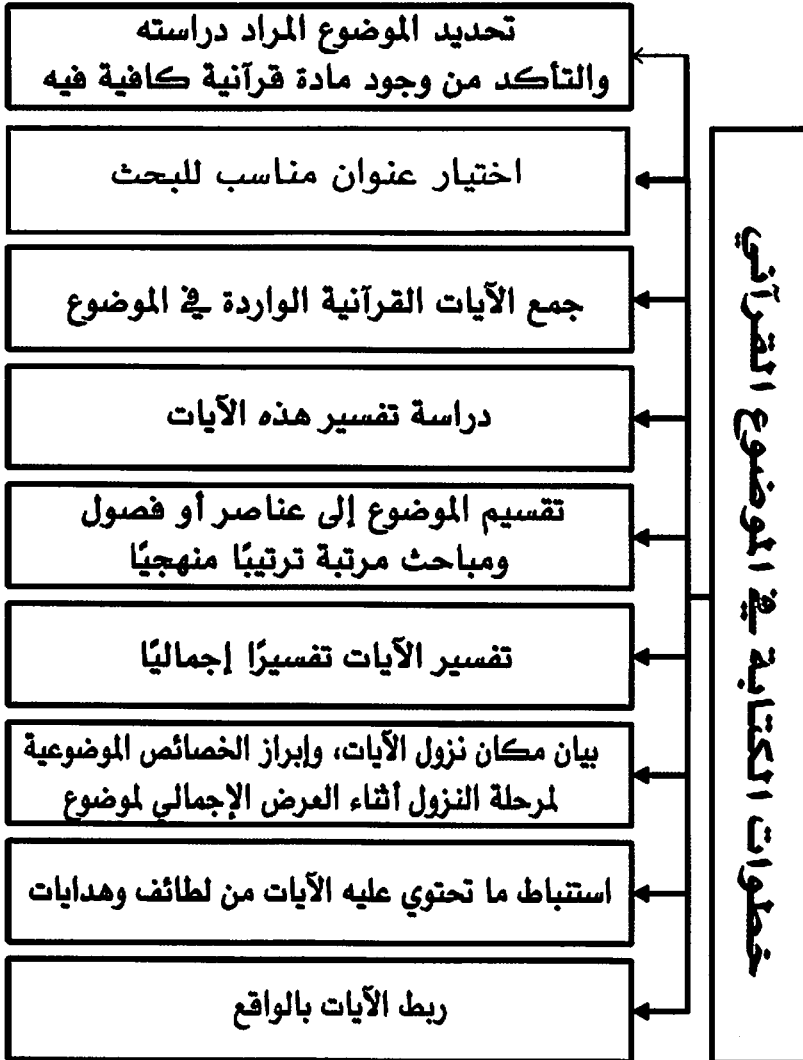 خطوات الكتابة في الموضوع القرآني
تحديد الموضوع المراد دراسته
والتأكد من وجود مادة قرآنية كافية فيه
اختيار عنوان مناسب للبحث
جمع الآيات القرآنية الواردة في الموضوع
دراسة تفسير هذه الآيات
تقسيم الموضوع إلى عناصر أو فصول
ومباحث مرتبة ترتيبًا منهجيًا
تفسير الآيات تفسيرًا إجماليًا
بيان مكان نزول الآيات، وإبراز الخصائص الموضوعية
لمرحلة النزول أثناء العرض الإجمالي لموضوع
استنباط ما تحتوي عليه الآيات من لطائف وهدايات
ربط الآيات بالواقع